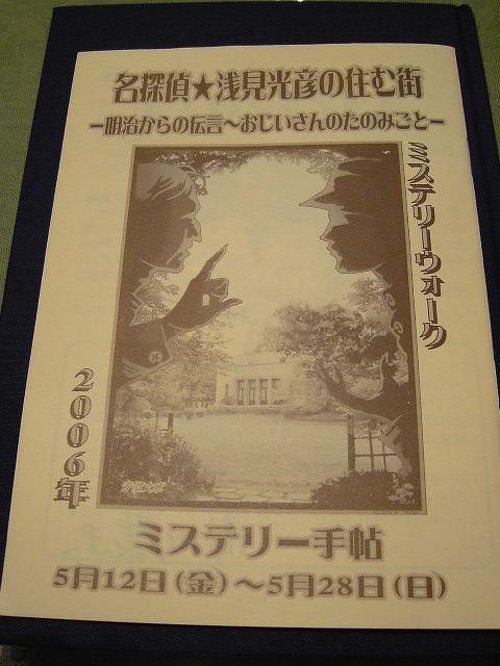 名探偵★浅見光彦の住む街
ー明治からの伝言～おじいさんのたのみごとー
ミステリーウォーク
2006年
ミステリー手帖
5月12日(金)～5月28日(日)